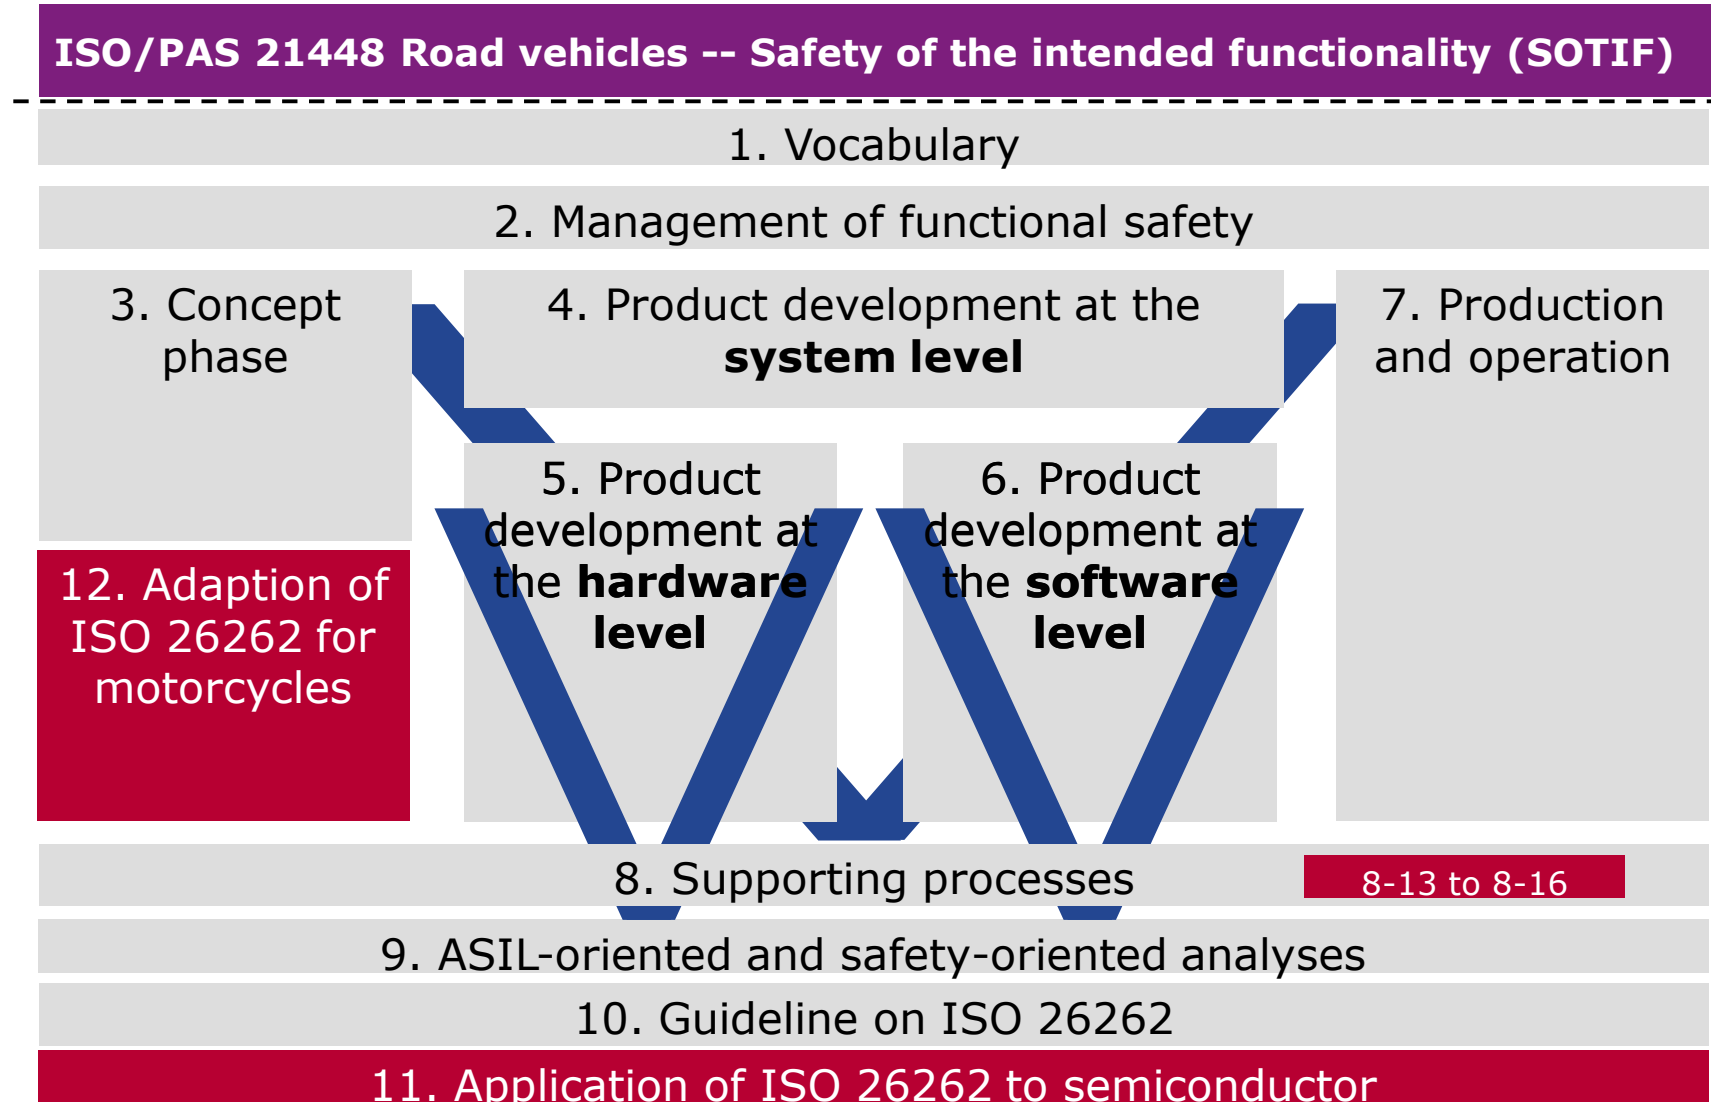 ISO/PAS 21448 Road vehicles -- Safety of the intended functionality (SOTIF)
1. Vocabulary
2. Management of functional safety
3. Concept
phase
4. Product development at the
system level
7. Production
and operation
5. Product
development at
the hardware
level
6. Product
development at
the software
level
12. Adaption of
ISO 26262 for
motorcycles
8. Supporting processes
8-13 to 8-16
9. ASIL-oriented and safety-oriented analyses
10. Guideline on ISO 26262
11. Application of ISO 26262 to semiconductor